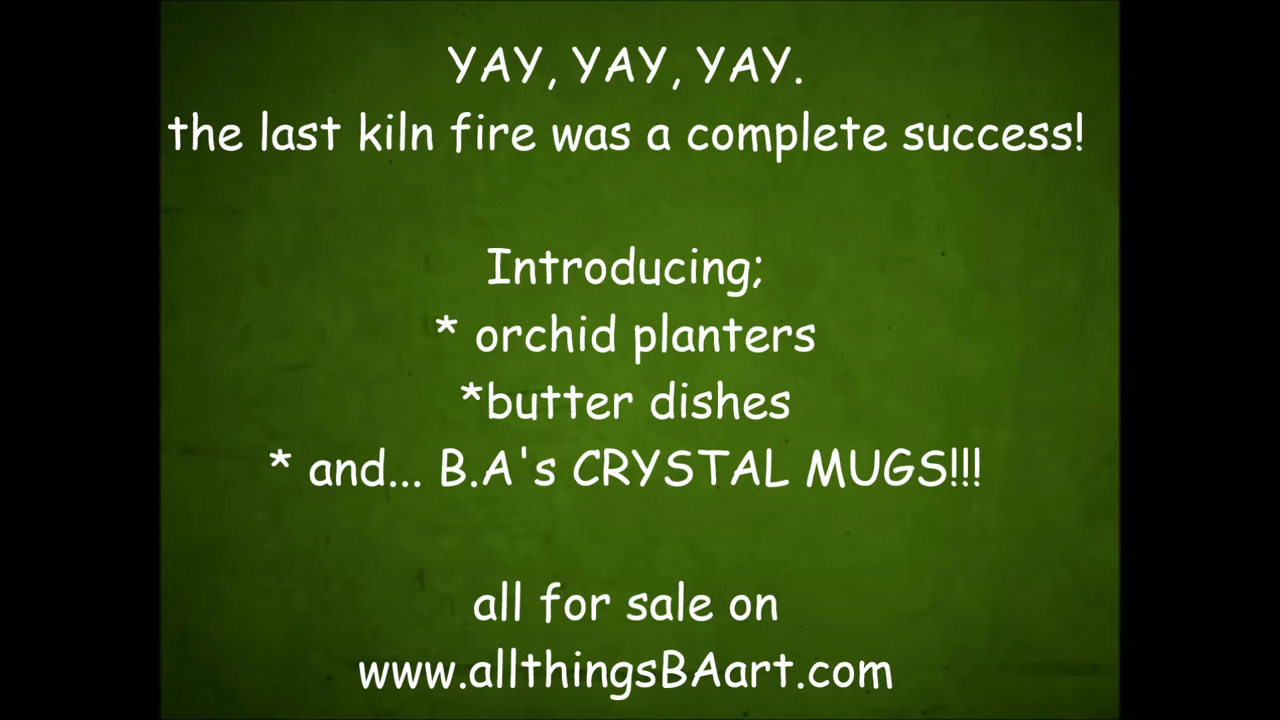 YAY, YAY, YAY.
the last kiln fire was a complete success!
Introducing;
* orchid planters
*butter dishes
* and... B.A's CRYSTAL MUGS!!!
all for sale on
www.allthingsBAart.com